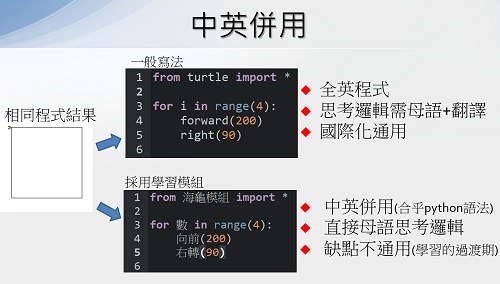 中英併用
一般寫法
1 from turtle import *
2
3 for i in range(4):
4 forward(200)
5 right(90)
6
相同程式結果
◆ 全英程式
◆ 思考邏輯需母語+翻譯
◆ 國際化通用
採用學習模組
1 from 海龜模組 import *
2
3 for 數 in range(4):
4 向前(200)
5 右轉(90)
6
◆ 中英併用(合乎python語法)
◆ 直接母語思考邏輯
◆ 缺點不通用(學習的過渡期)